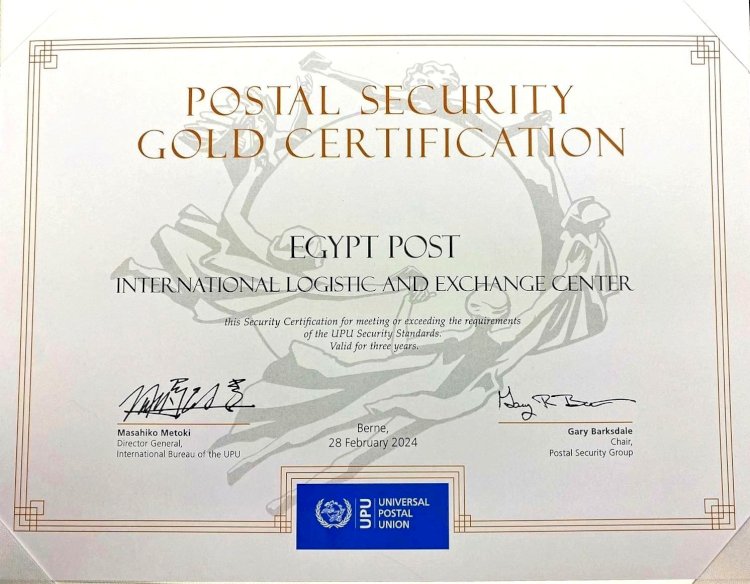 POSTAL SECURITY
GOLD CERTIFICATION
EGYPT POST
INTERNATIONAL LOGISTIC AND EXCHANGE CENTER
this Security Certification for meeting or exceeding the requirements
of the UPU Security Standards.
Valid for three years.
Masahiko Metoki
Director General,
International Bureau of the UPU
Berne,
28 February 2024
Gary Barksdale
Chair,
Postal Security Group
UPU
UNIVERSAL
POSTAL
UNION